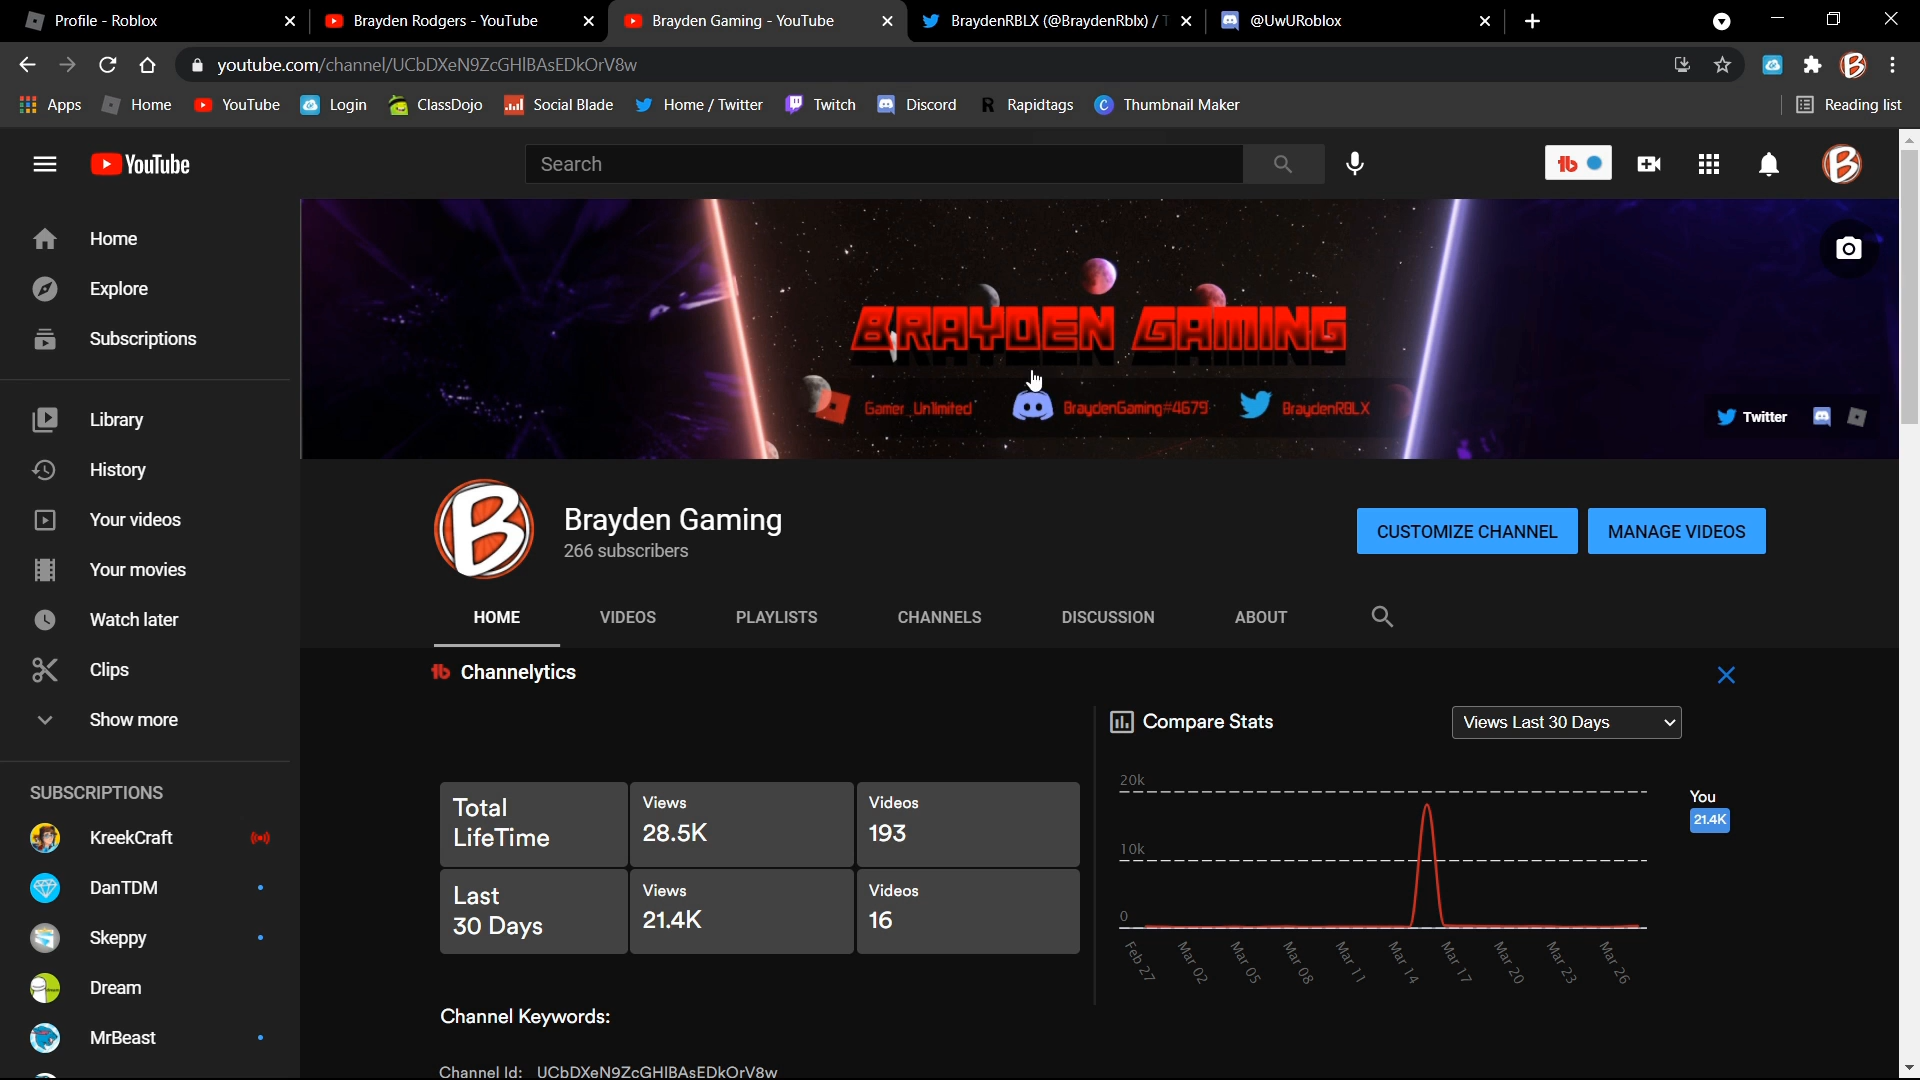 Profile - Roblox
Brayden Rodgers - YouTube
Brayden Gaming - YouTube
BraydenRBLX (@BraydenRblx) / T
@UwURoblox
youtube.com/channel/UCbDXeN9ZcGHlBAsEDkOrV8w
Apps
Home
YouTube
Login
ClassDojo
Social Blade
Home / Twitter
Twitch
Discord
Rapidtags
Thumbnail Maker
Reading list
YouTube
Search
Home
Explore
Subscriptions
Library
History
Your videos
Your movies
Watch later
Clips
Show more
SUBSCRIPTIONS
KreekCraft
DanTDM
Skeppy
Dream
MrBeast
BRAYDEN GAMING
Gamer_Un1imited
BraydenGaming#4679
BraydenRBLX
Twitter
Brayden Gaming
266 subscribers
CUSTOMIZE CHANNEL
MANAGE VIDEOS
HOME
VIDEOS
PLAYLISTS
CHANNELS
DISCUSSION
ABOUT
Channelytics
Total LifeTime
Views
28.5K
Videos
193
Last 30 Days
Views
21.4K
Videos
16
Compare Stats
Views Last 30 Days
20k
10k
0
Feb 27
Mar 02
Mar 05
Mar 08
Mar 11
Mar 14
Mar 17
Mar 20
Mar 23
Mar 26
You
21.4K
Channel Keywords:
Channel Id: UCbDXeN9ZcGHlBAsEDkOrV8w